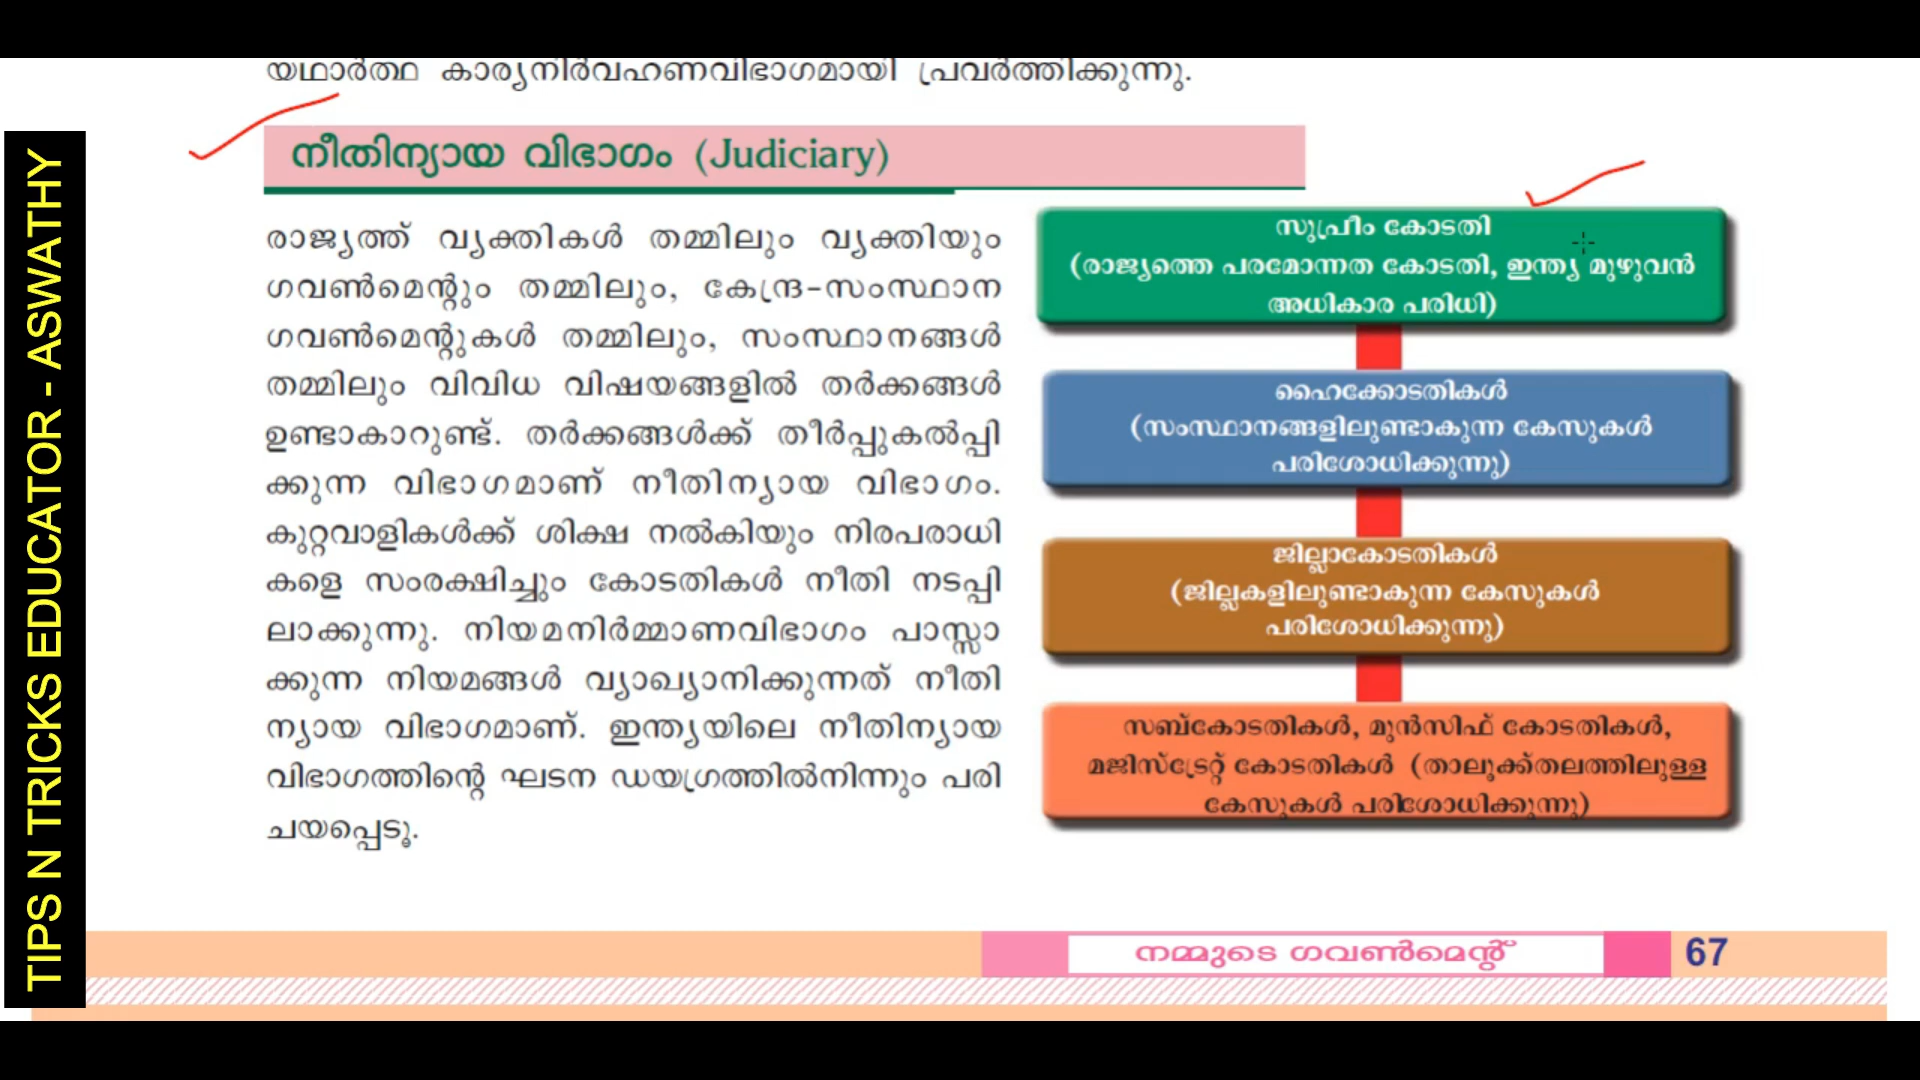 യഥാർത്ഥ കാര്യനിർവഹണവിഭാഗമായി പ്രവർത്തിക്കുന്നു.
നീതിന്യായ വിഭാഗം (Judiciary)
രാജ്യത്ത് വ്യക്തികൾ തമ്മിലും വ്യക്തിയും
ഗവൺമെന്റും തമ്മിലും, കേന്ദ്ര-സംസ്ഥാന
ഗവൺമെന്റുകൾ തമ്മിലും, സംസ്ഥാനങ്ങൾ
തമ്മിലും വിവിധ വിഷയങ്ങളിൽ തർക്കങ്ങൾ
ഉണ്ടാകാറുണ്ട്. തർക്കങ്ങൾക്ക് തീർപ്പുകൽപ്പി
ക്കുന്ന വിഭാഗമാണ് നീതിന്യായ വിഭാഗം.
കുറ്റവാളികൾക്ക് ശിക്ഷ നൽകിയും നിരപരാധി
കളെ സംരക്ഷിച്ചും കോടതികൾ നീതി നടപ്പി
ലാക്കുന്നു. നിയമനിർമ്മാണവിഭാഗം പാസ്സാ
ക്കുന്ന നിയമങ്ങൾ വ്യാഖ്യാനിക്കുന്നത് നീതി
ന്യായ വിഭാഗമാണ്. ഇന്ത്യയിലെ നീതിന്യായ
വിഭാഗത്തിന്റെ ഘടന ഡയഗ്രത്തിൽനിന്നും പരി
ചയപ്പെടൂ.
സുപ്രീം കോടതി
(രാജ്യത്തെ പരമോന്നത കോടതി, ഇന്ത്യ മുഴുവൻ
അധികാര പരിധി)
ഹൈക്കോടതികൾ
(സംസ്ഥാനങ്ങളിലുണ്ടാകുന്ന കേസുകൾ
പരിശോധിക്കുന്നു)
ജില്ലാകോടതികൾ
(ജില്ലകളിലുണ്ടാകുന്ന കേസുകൾ
പരിശോധിക്കുന്നു)
സബ്കോടതികൾ, മുൻസിഫ് കോടതികൾ,
മജിസ്ട്രേറ്റ് കോടതികൾ (താലൂക്ക്തലത്തിലുള്ള
കേസുകൾ പരിശോധിക്കുന്നു)
നമ്മുടെ ഗവൺമെന്റ്
67
TIPS N TRICKS EDUCATOR - ASWATHY